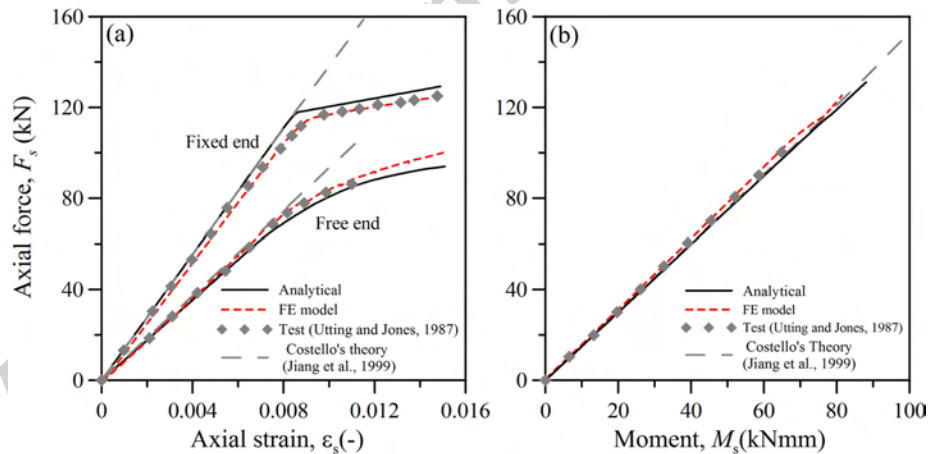 160
(a)
120
Fixed end
Axial force, Fₛ (kN)
80
Free end
40
Analytical
FE model
Test (Utting and Jones, 1987)
Costello's theory
(Jiang et al., 1999)
0
0 0.004 0.008 0.012 0.016
Axial strain, εₛ(-)
160
(b)
120
80
40
Analytical
FE model
Test (Utting and Jones, 1987)
Costello's Theory
(Jiang et al., 1999)
0
0 20 40 60 80 100
Moment, Mₛ(kNmm)